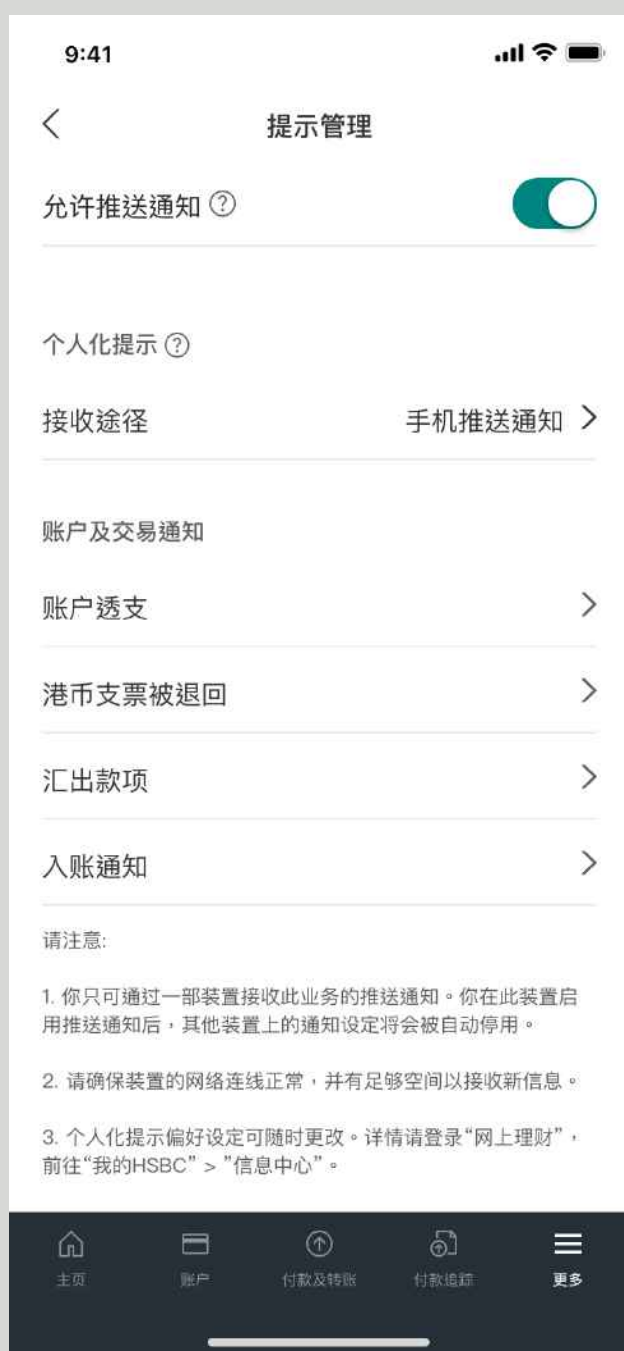 9:41
提示管理
允许推送通知 ?
个人化提示 ?
接收途径 手机推送通知
账户及交易通知
账户透支
港币支票被退回
汇出款项
入账通知
请注意:
1. 你只可通过一部装置接收此业务的推送通知。你在此装置启
用推送通知后，其他装置上的通知设定将会被自动停用。
2. 请确保装置的网络连线正常，并有足够空间以接收新信息。
3. 个人化提示偏好设定可随时更改。详情请登录“网上理财”，
前往“我的HSBC” > ”信息中心”。
主页 账户 付款及转账 付款追踪 更多